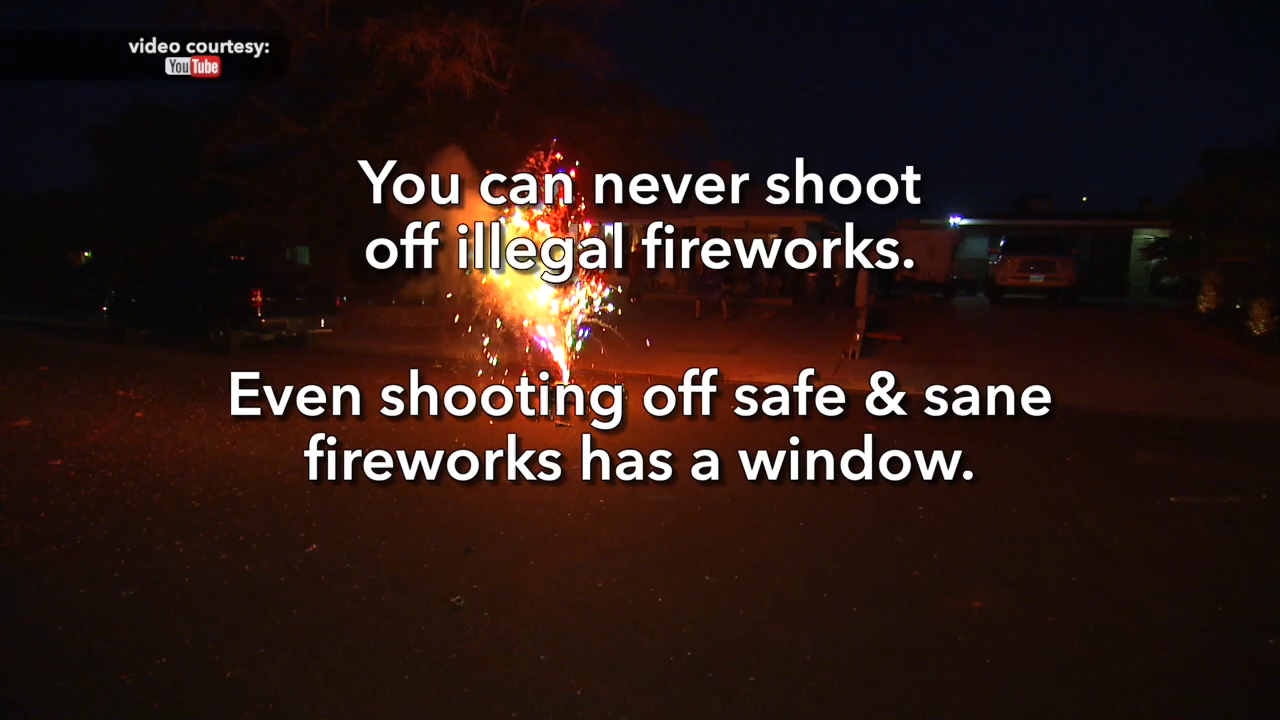 video courtesy:
YouTube
You can never shoot
off illegal fireworks.
Even shooting off safe & sane
fireworks has a window.